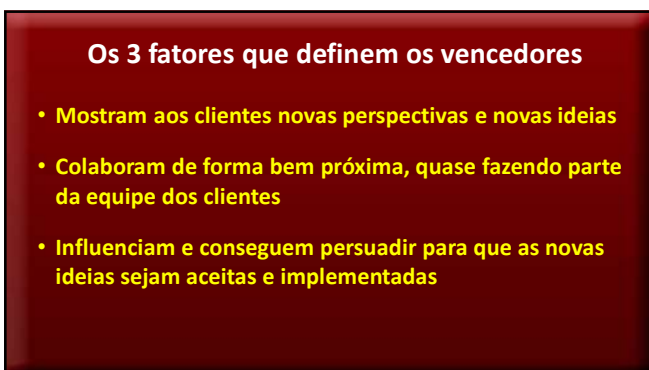 Os 3 fatores que definem os vencedores
• Mostram aos clientes novas perspectivas e novas ideias
• Colaboram de forma bem próxima, quase fazendo parte
da equipe dos clientes
• Influenciam e conseguem persuadir para que as novas
ideias sejam aceitas e implementadas